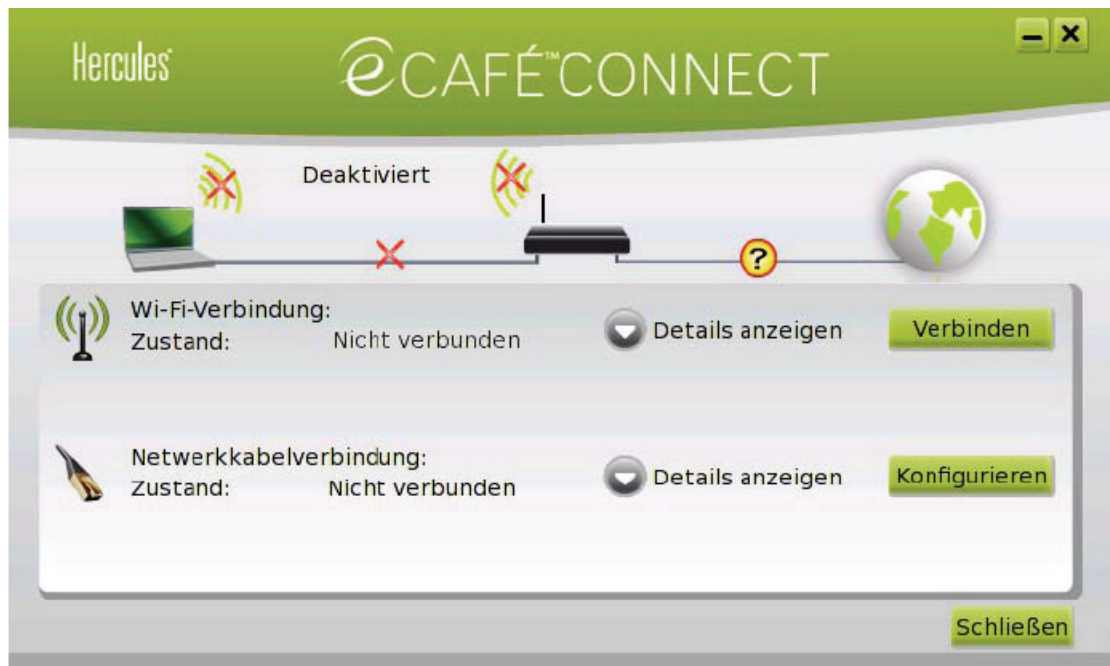 Hercules
eCAFÉ™CONNECT
Deaktiviert
?
Wi-Fi-Verbindung:
Zustand: Nicht verbunden
Details anzeigen
Verbinden
Netwerkkabelverbindung:
Zustand: Nicht verbunden
Details anzeigen
Konfigurieren
Schließen